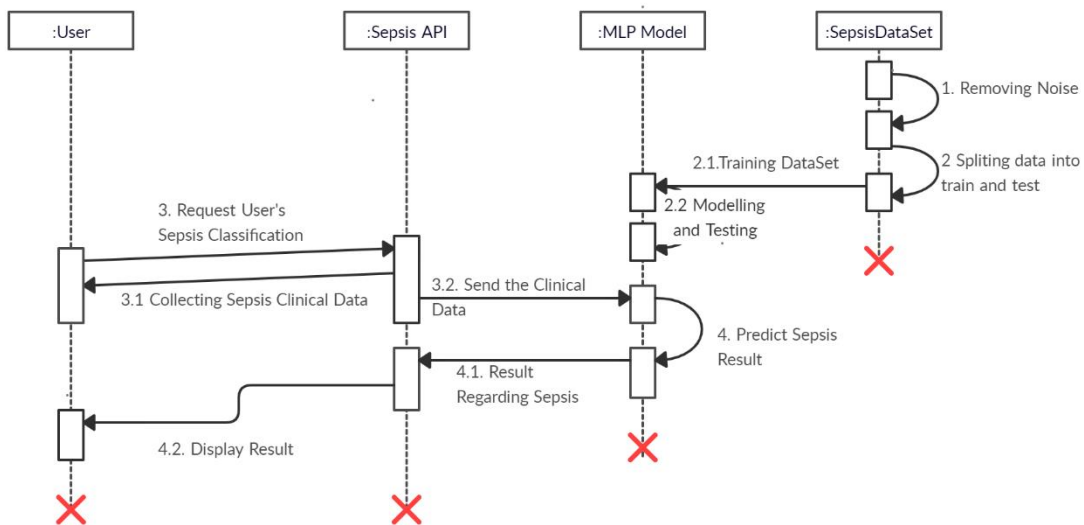 :User
:Sepsis API
:MLP Model
:SepsisDataSet
1. Removing Noise
2 Spliting data into
train and test
2.1.Training DataSet
2.2 Modelling
and Testing
3. Request User's
Sepsis Classification
3.1 Collecting Sepsis Clinical Data
3.2. Send the Clinical
Data
4. Predict Sepsis
Result
4.1. Result
Regarding Sepsis
4.2. Display Result